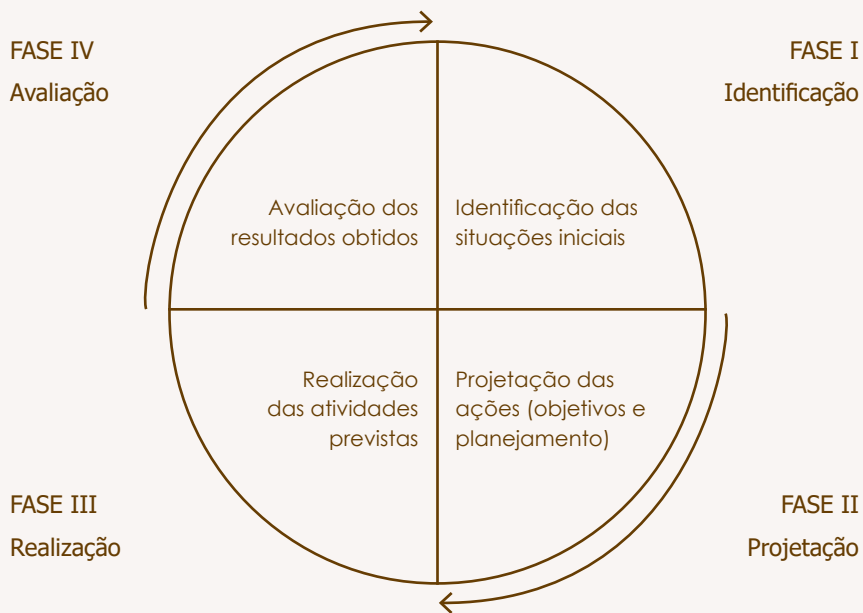 FASE IV
Avaliação
FASE I
Identificação
Avaliação dos
resultados obtidos
Identificação das
situações iniciais
Realização
das atividades
previstas
Projetação das
ações (objetivos e
planejamento)
FASE III
Realização
FASE II
Projetação